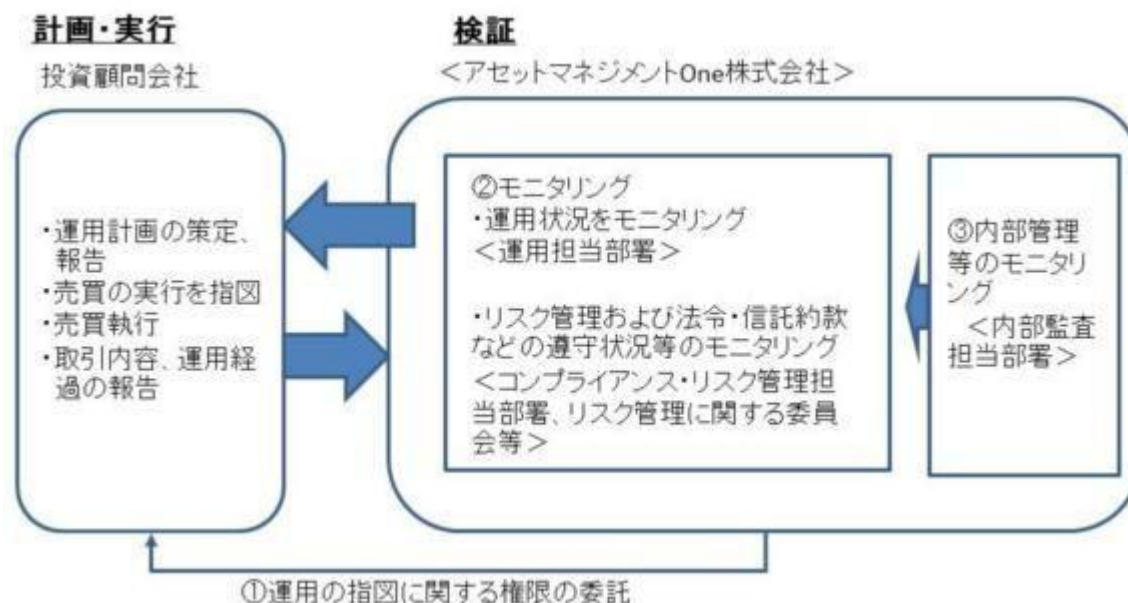 計画・実行
投資顧問会社
・運用計画の策定、
報告
・売買の実行を指図
・売買執行
・取引内容、運用経
過の報告
検証
＜アセットマネジメントOne株式会社＞
②モニタリング
・運用状況をモニタリング
＜運用担当部署＞
・リスク管理および法令・信託約款
などの遵守状況等のモニタリング
＜コンプライアンス・リスク管理担
当部署、リスク管理に関する委員
会等＞
③内部管理
等のモニタリ
ング
＜内部監査
担当部署＞
①運用の指図に関する権限の委託